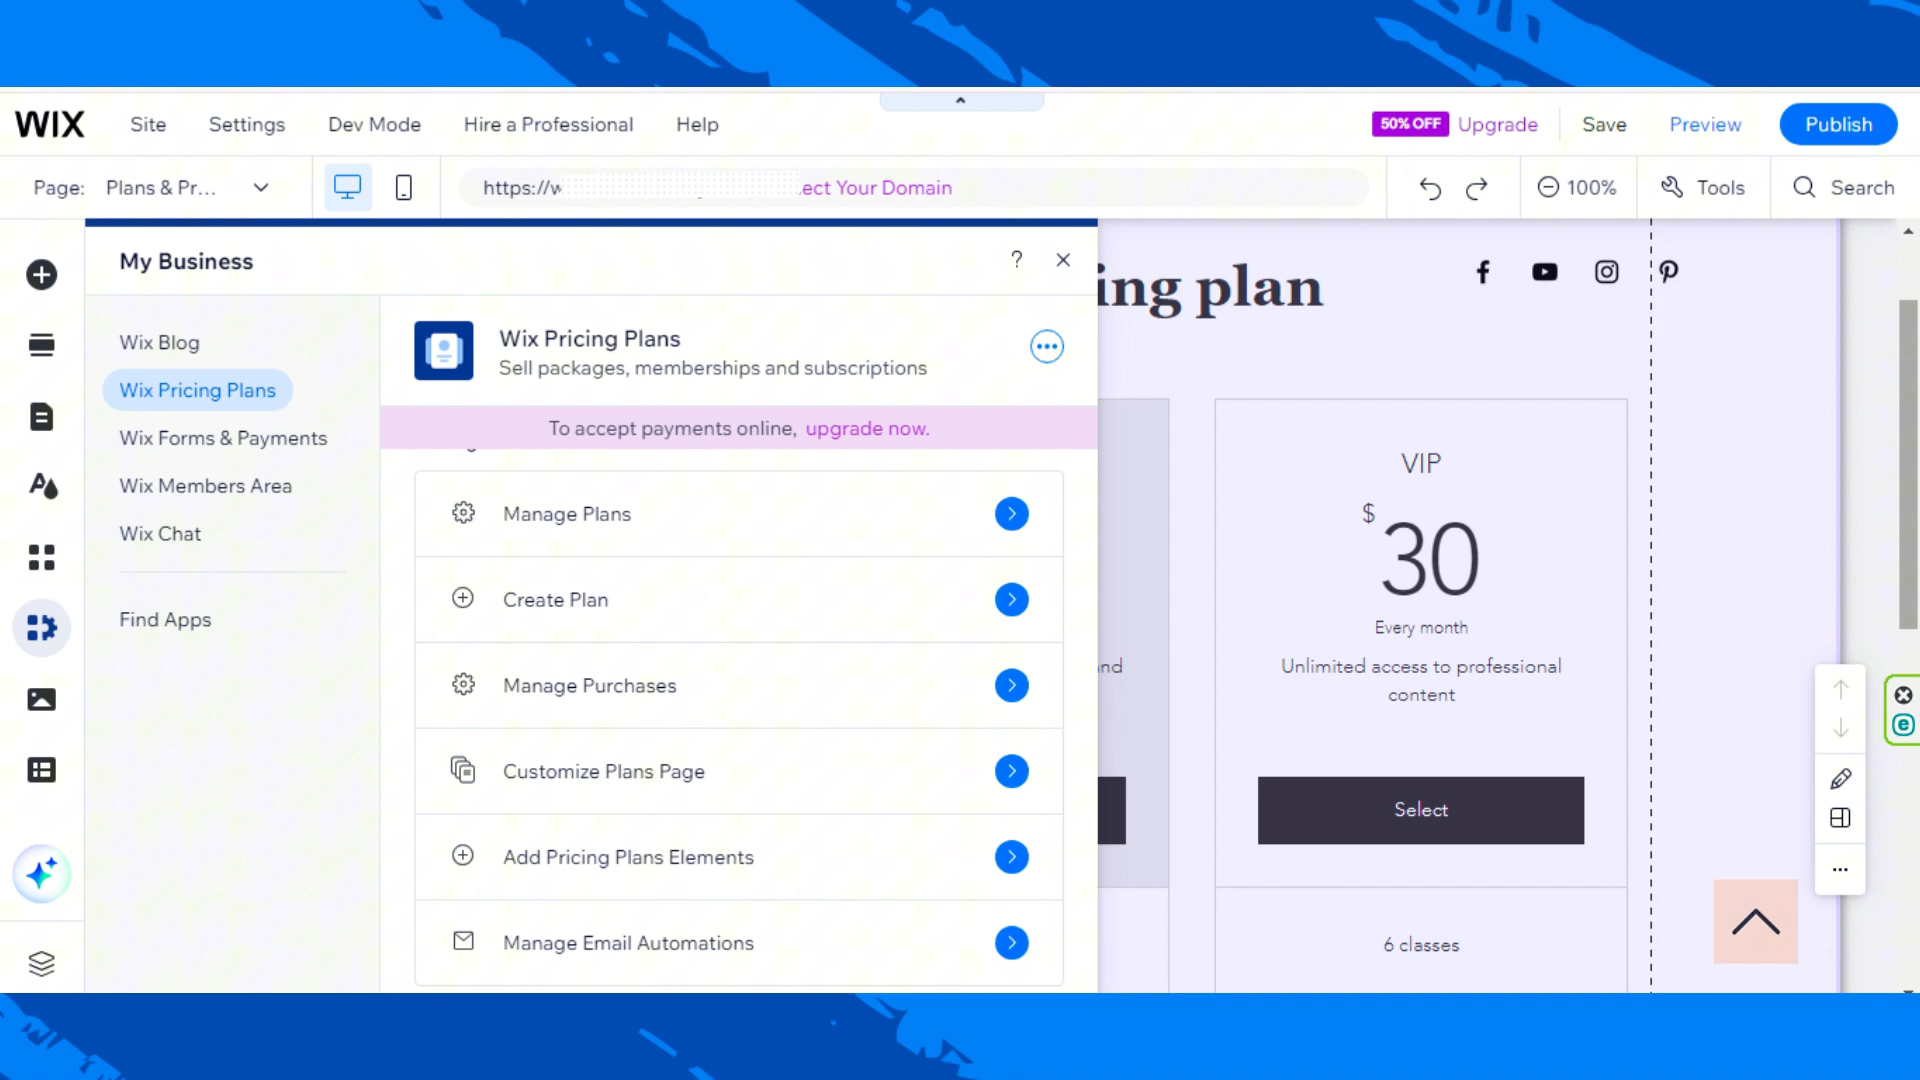 WIX Site Settings Dev Mode Hire a Professional Help 50% OFF Upgrade Save Preview Publish
Page: Plans & Pr... https://w ect Your Domain 100% Tools Search
My Business ?
Wix Blog
Wix Pricing Plans
Wix Forms & Payments
Wix Members Area
Wix Chat
Find Apps
Wix Pricing Plans
Sell packages, memberships and subscriptions
To accept payments online, upgrade now.
Manage Plans
Create Plan
Manage Purchases
Customize Plans Page
Add Pricing Plans Elements
Manage Email Automations
ing plan
nd
VIP
$
30
Every month
Unlimited access to professional
content
Select
6 classes